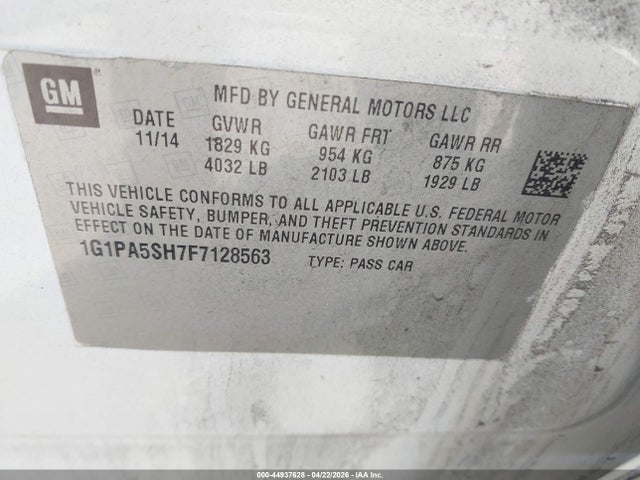 GM
MFD BY GENERAL MOTORS LLC
DATE GVWR GAWR FRT GAWR RR
11/14 1829 KG 954 KG 875 KG
4032 LB 2103 LB 1929 LB
THIS VEHICLE CONFORMS TO ALL APPLICABLE U.S. FEDERAL MOTOR
VEHICLE SAFETY, BUMPER, AND THEFT PREVENTION STANDARDS IN
EFFECT ON THE DATE OF MANUFACTURE SHOWN ABOVE.
1G1PA5SH7F7128563 TYPE: PASS CAR
000-44937628 - 04/22/2026 - IAA Inc.